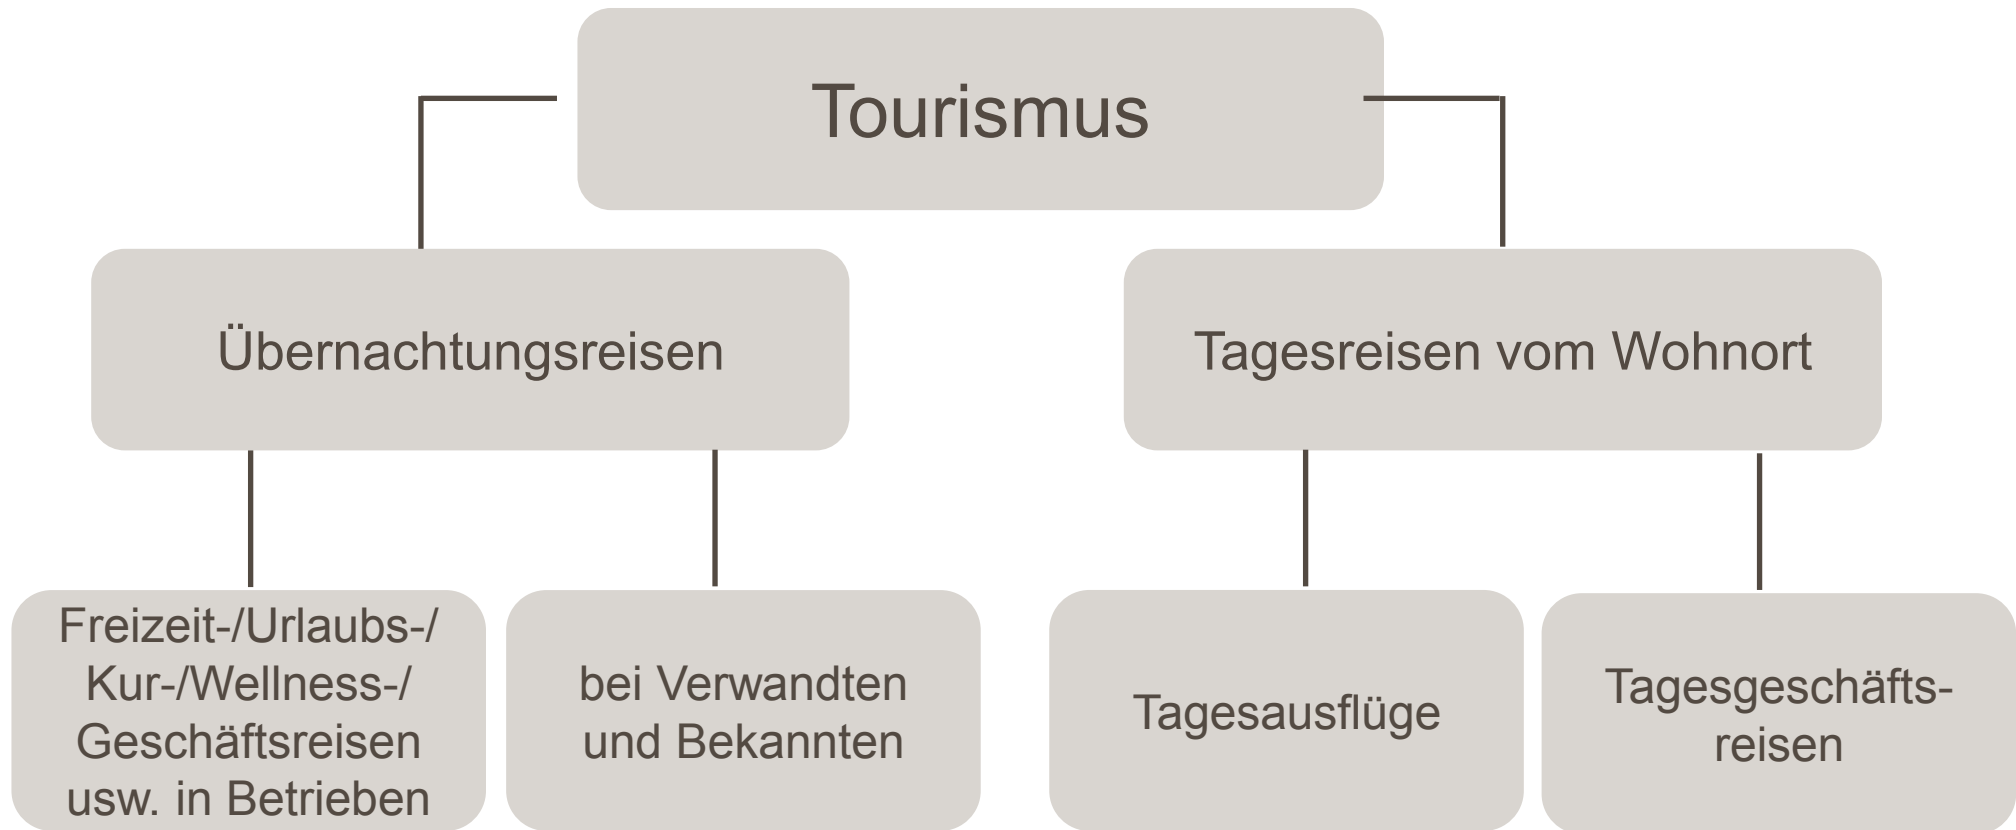 Tourismus
Übernachtungsreisen
Tagesreisen vom Wohnort
Freizeit-/Urlaubs-/
Kur-/Wellness-/
Geschäftsreisen
usw. in Betrieben
bei Verwandten
und Bekannten
Tagesausflüge
Tagesgeschäfts-
reisen